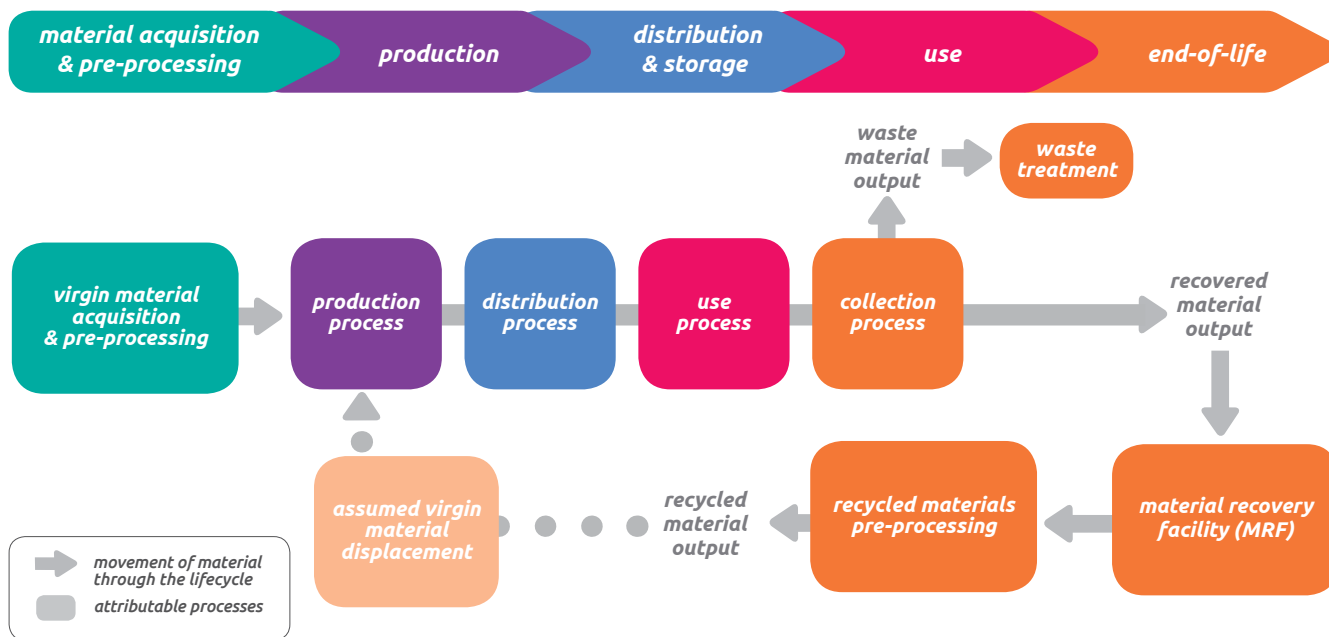 material acquisition
& pre-processing
production
distribution
& storage
use
end-of-life
waste
material
output
waste
treatment
virgin material
acquisition
& pre-processing
production
process
distribution
process
use
process
collection
process
recovered
material
output
assumed virgin
material
displacement
recycled
material
output
recycled materials
pre-processing
material recovery
facility (MRF)
movement of material
through the lifecycle
attributable processes